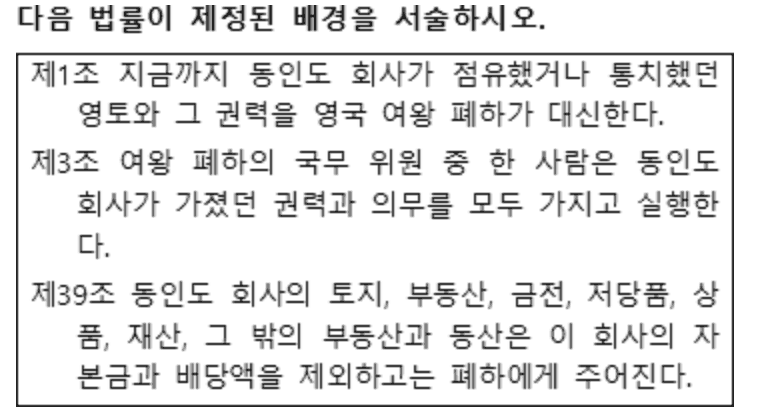 다음 법률이 제정된 배경을 서술하시오.
제1조 지금까지 동인도 회사가 점유했거나 통치했던
영토와 그 권력을 영국 여왕 폐하가 대신한다.
제3조 여왕 폐하의 국무 위원 중 한 사람은 동인도
회사가 가졌던 권력과 의무를 모두 가지고 실행한
다.
제39조 동인도 회사의 토지, 부동산, 금전, 저당품, 상
품, 재산, 그 밖의 부동산과 동산은 이 회사의 자
본금과 배당액을 제외하고는 폐하에게 주어진다.